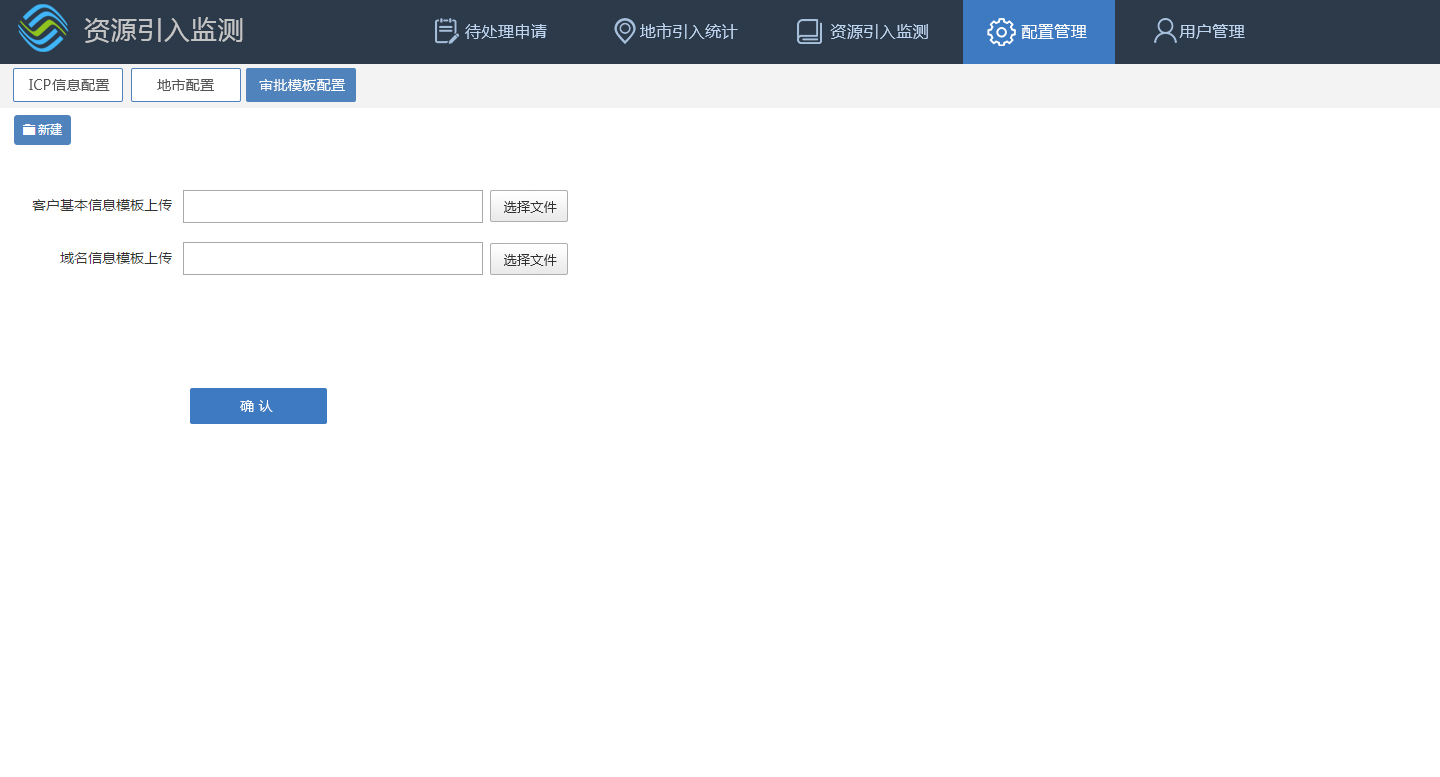 资源引入监测
待处理申请
地市引入统计
资源引入监测
配置管理
用户管理
ICP信息配置
地市配置
审批模板配置
新建
客户基本信息模板上传
选择文件
域名信息模板上传
选择文件
确 认